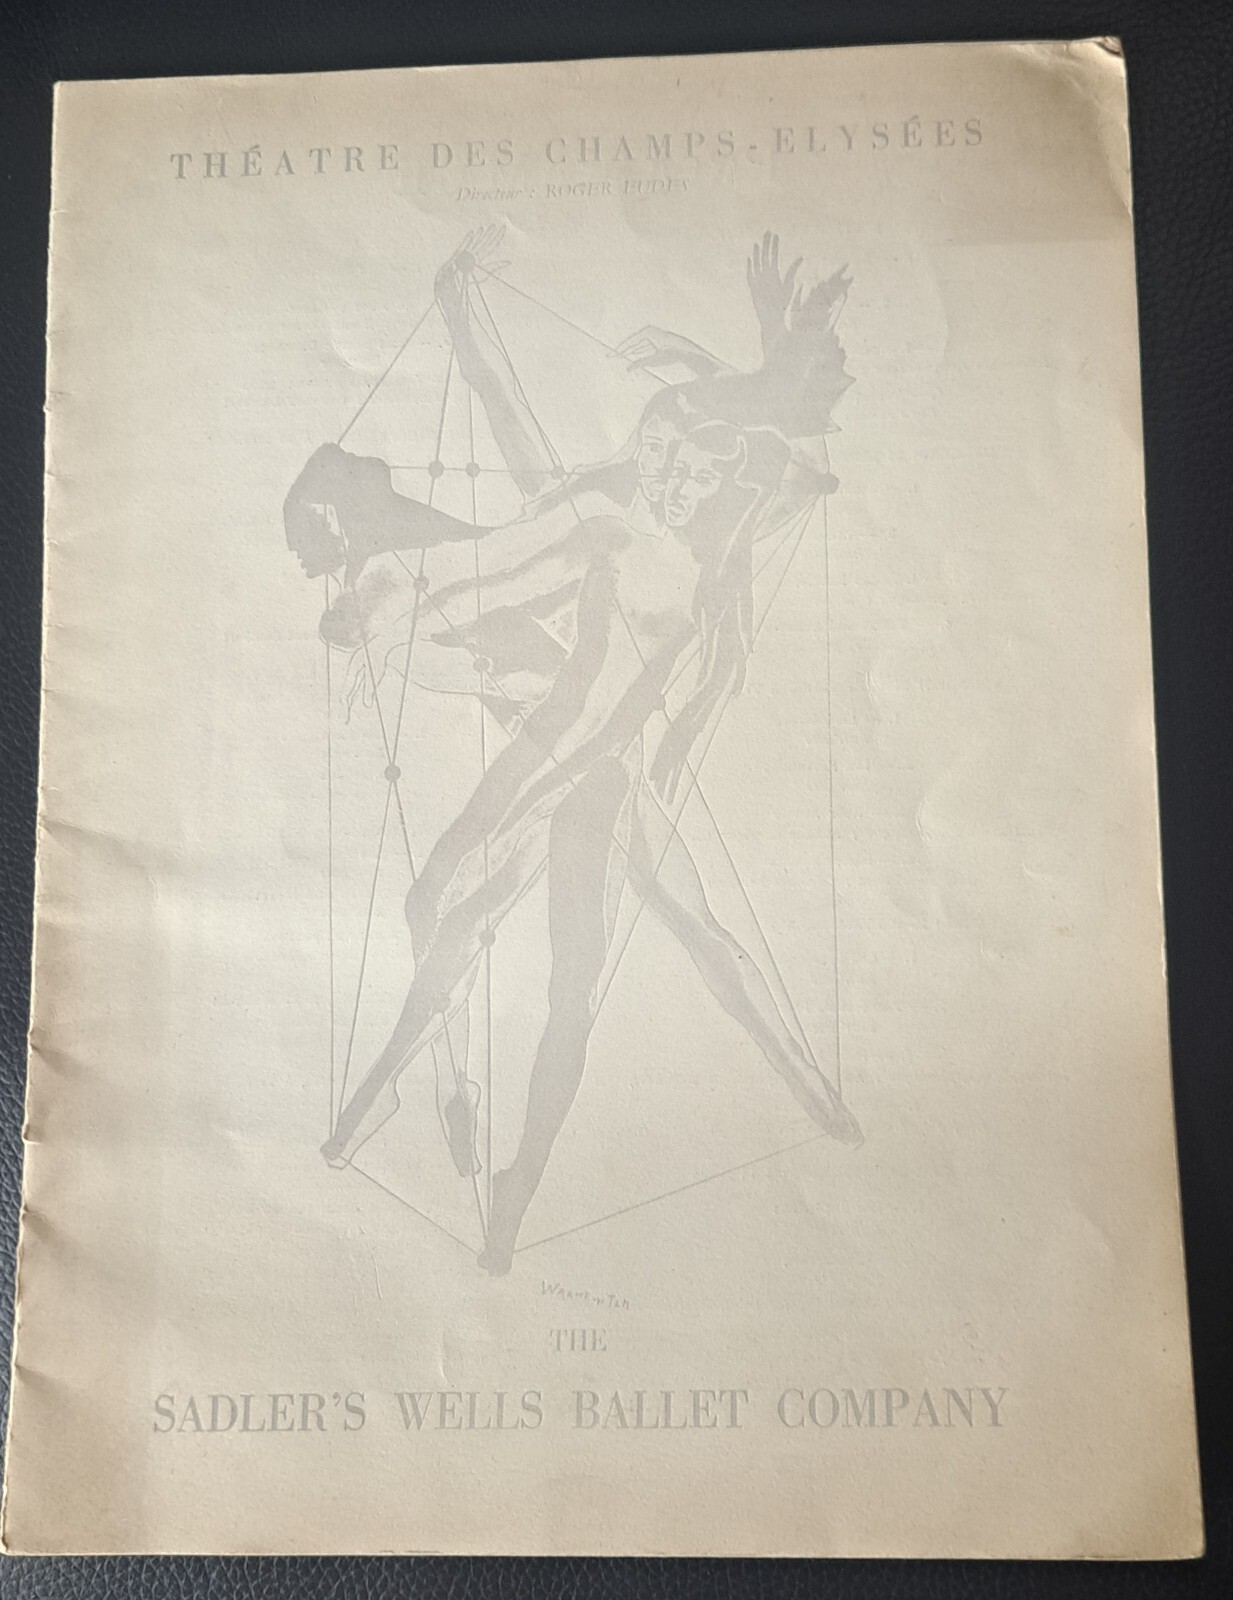 THÉATRE DES CHAMPS-ELYSÉES
Directeur : ROGER EUDES
THE
SADLER'S WELLS BALLET COMPANY